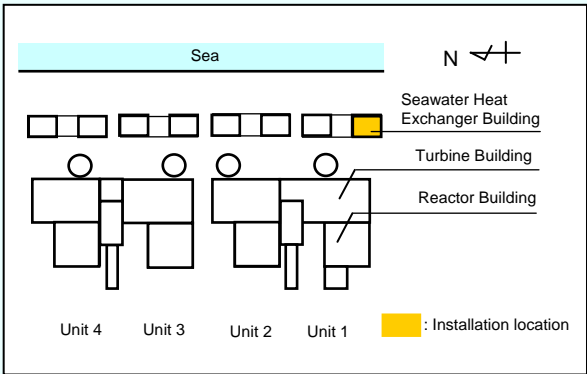 Sea
N
Seawater Heat
Exchanger Building
Turbine Building
Reactor Building
Unit 4
Unit 3
Unit 2
Unit 1
: Installation location